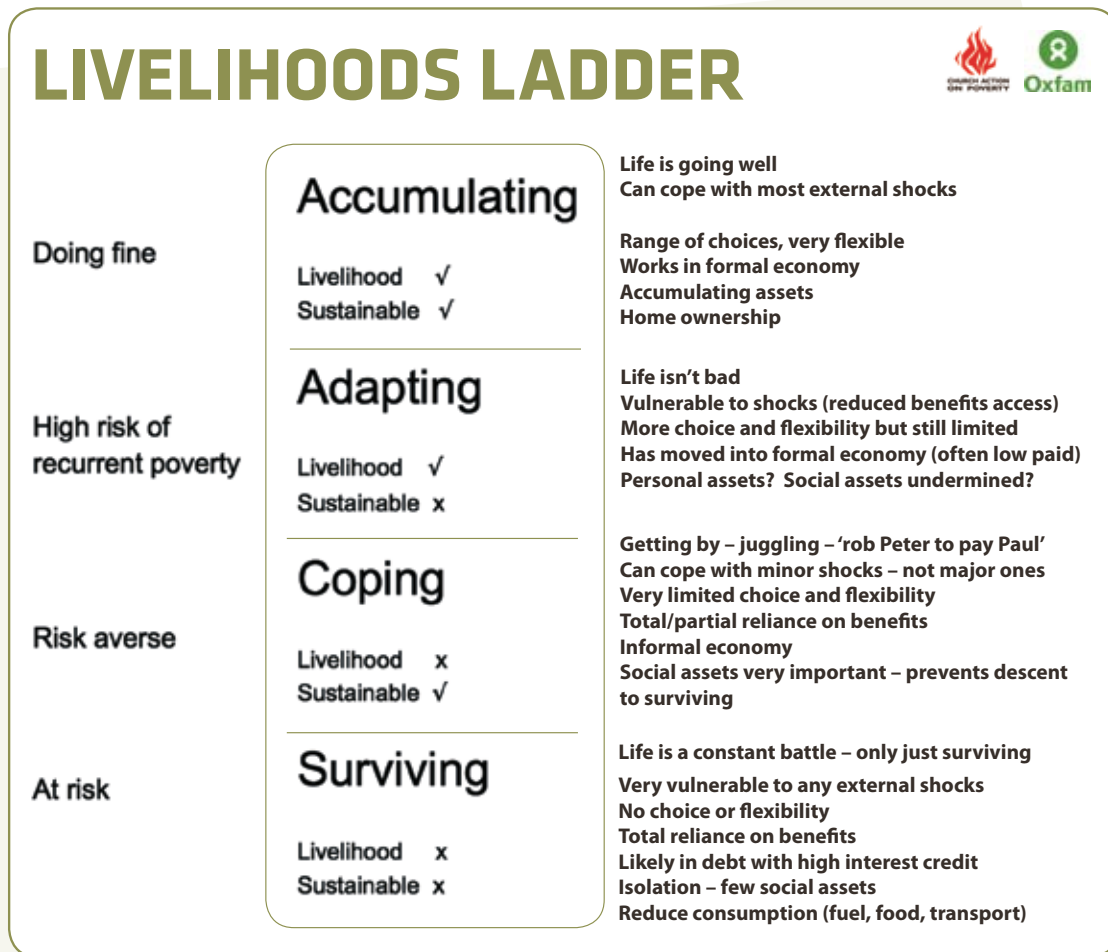 LIVELIHOODS LADDER
CHURCH ACTION
ON POVERTY
Oxfam
Doing fine
Accumulating
Livelihood √
Sustainable √
Life is going well
Can cope with most external shocks
Range of choices, very flexible
Works in formal economy
Accumulating assets
Home ownership
High risk of
recurrent poverty
Adapting
Livelihood √
Sustainable x
Life isn’t bad
Vulnerable to shocks (reduced benefits access)
More choice and flexibility but still limited
Has moved into formal economy (often low paid)
Personal assets? Social assets undermined?
Risk averse
Coping
Livelihood x
Sustainable √
Getting by – juggling – ‘rob Peter to pay Paul’
Can cope with minor shocks – not major ones
Very limited choice and flexibility
Total/partial reliance on benefits
Informal economy
Social assets very important – prevents descent
to surviving
At risk
Surviving
Livelihood x
Sustainable x
Life is a constant battle – only just surviving
Very vulnerable to any external shocks
No choice or flexibility
Total reliance on benefits
Likely in debt with high interest credit
Isolation – few social assets
Reduce consumption (fuel, food, transport)